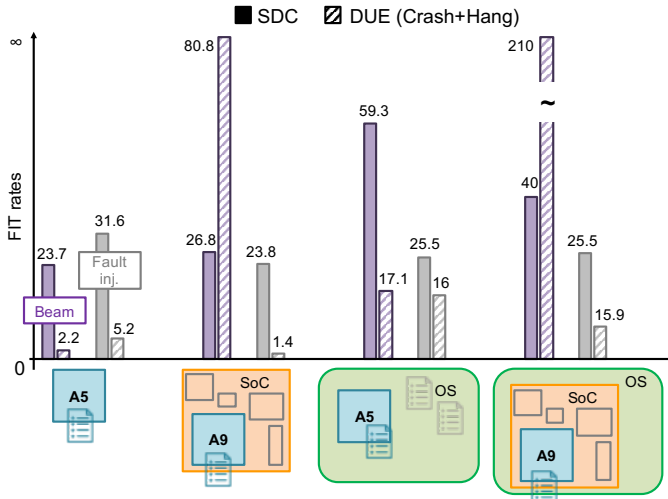 SDC DUE (Crash+Hang)
∞
FIT rates
0
80.8
210
~
59.3
40
31.6
23.7
26.8
23.8
25.5
25.5
17.1
16
15.9
Fault
inj.
Beam
2.2
5.2
1.4
A5
SoC
A9
OS
A5
OS
SoC
A9